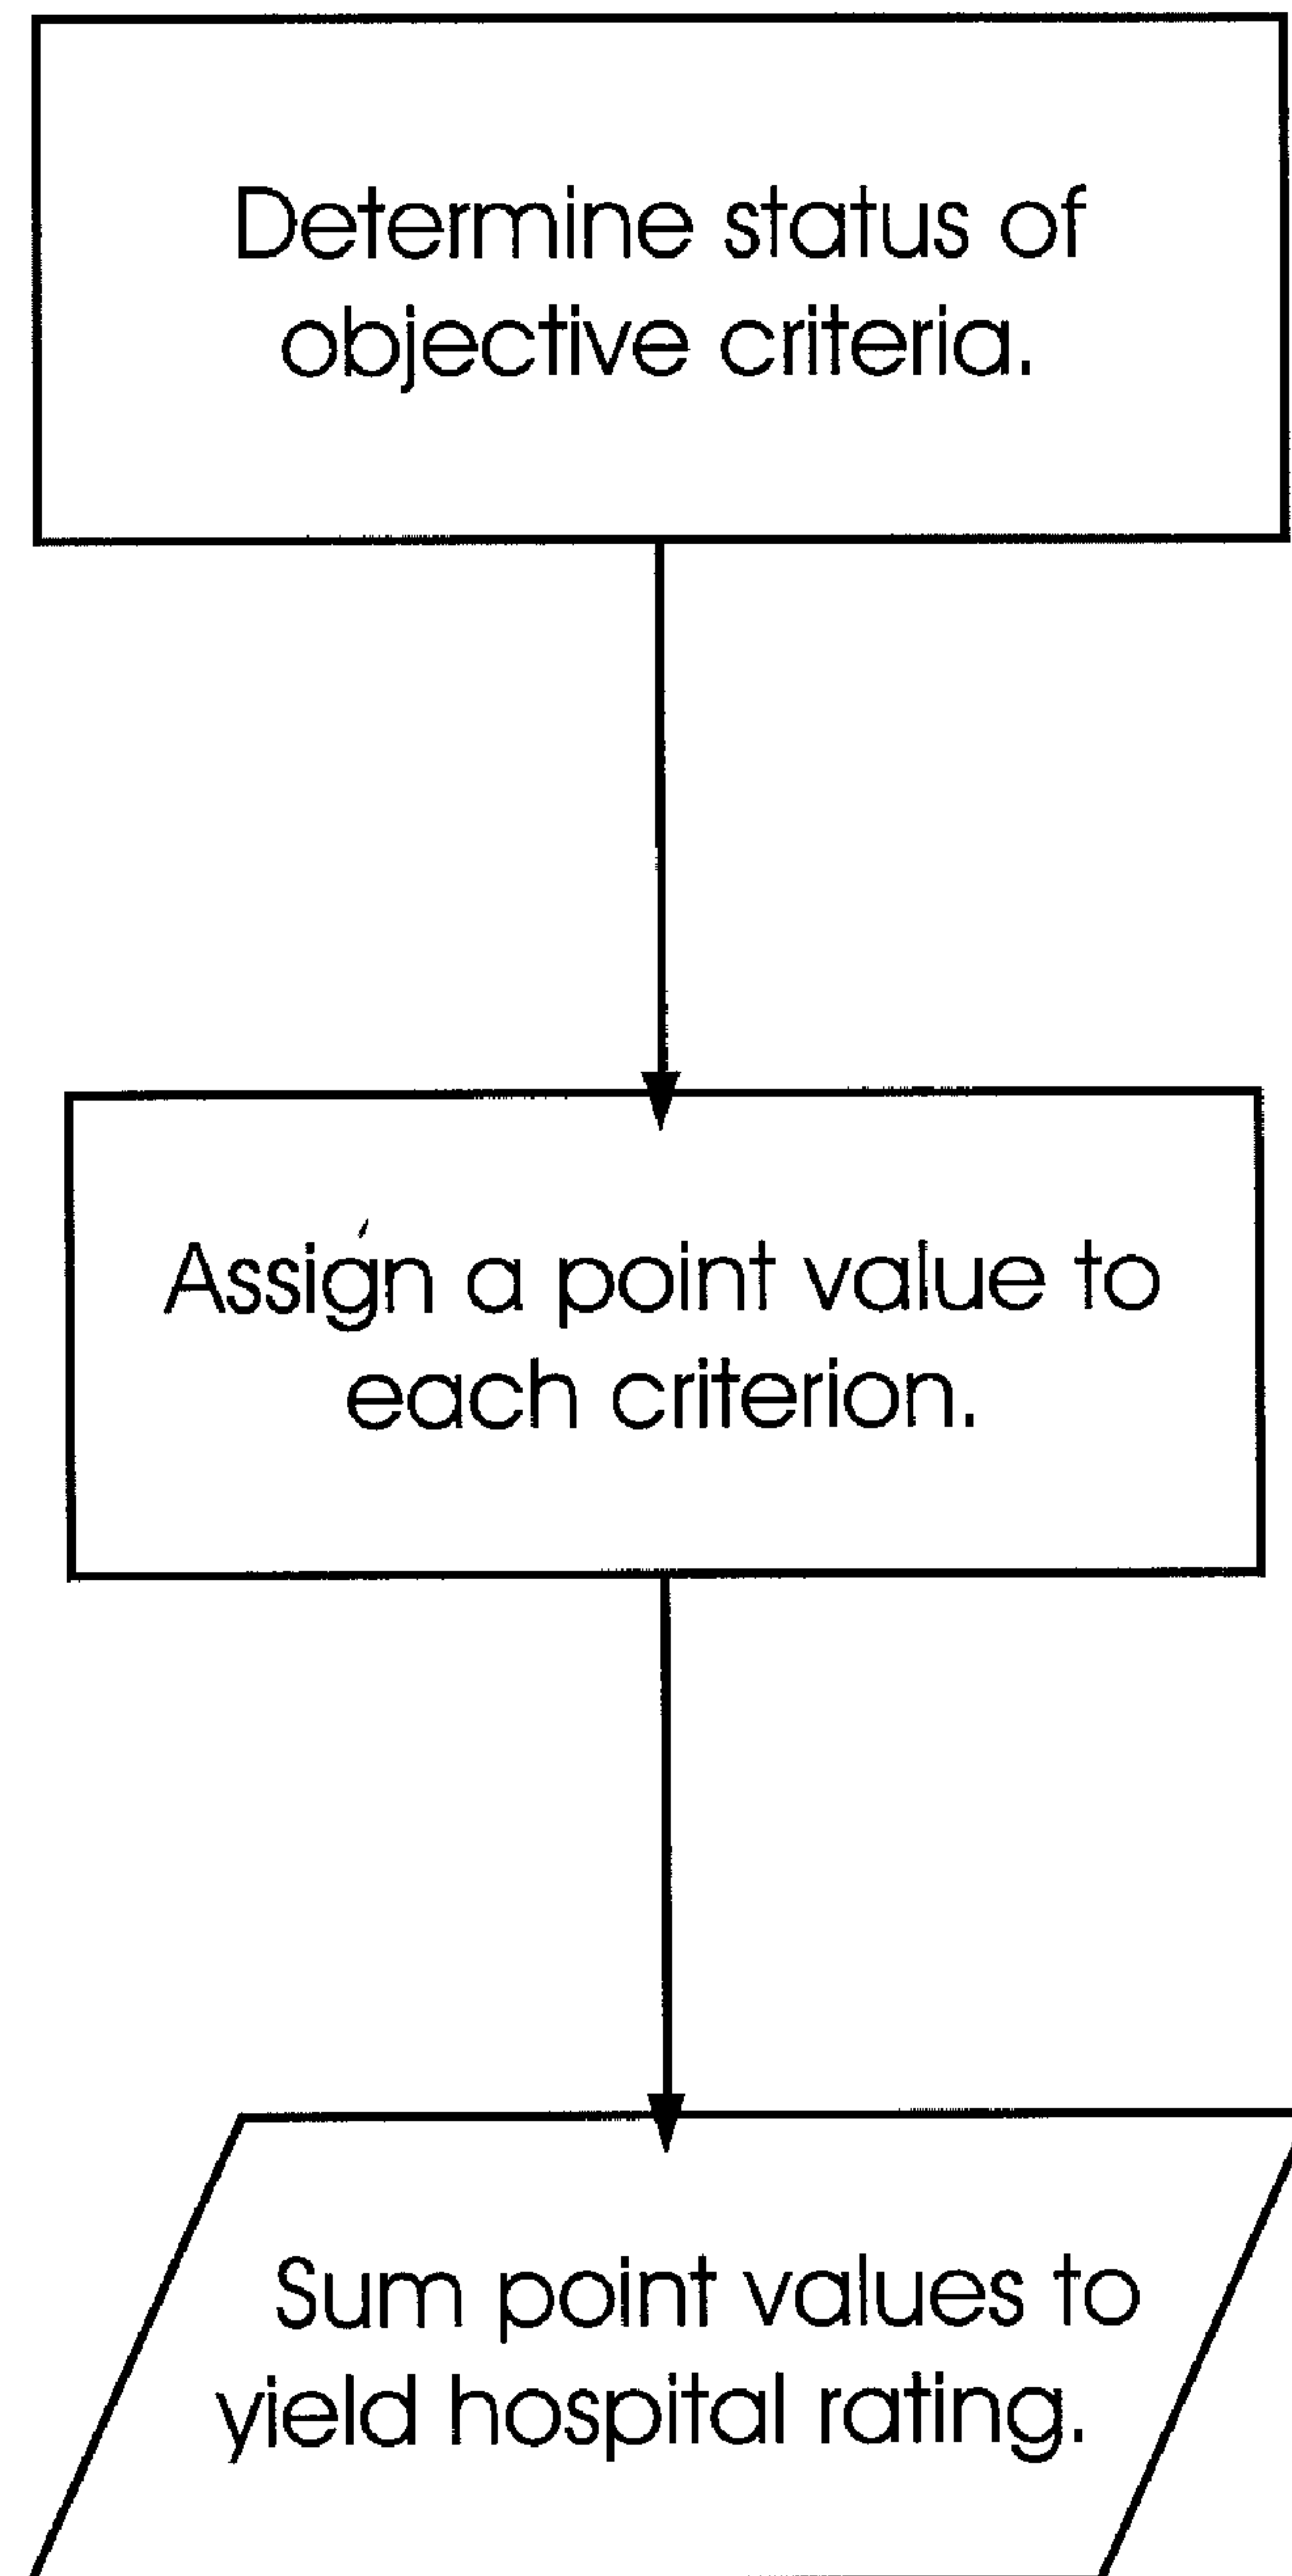 Determine status of
objective criteria.
Assign a point value to
each criterion.
Sum point values to
yield hospital rating.